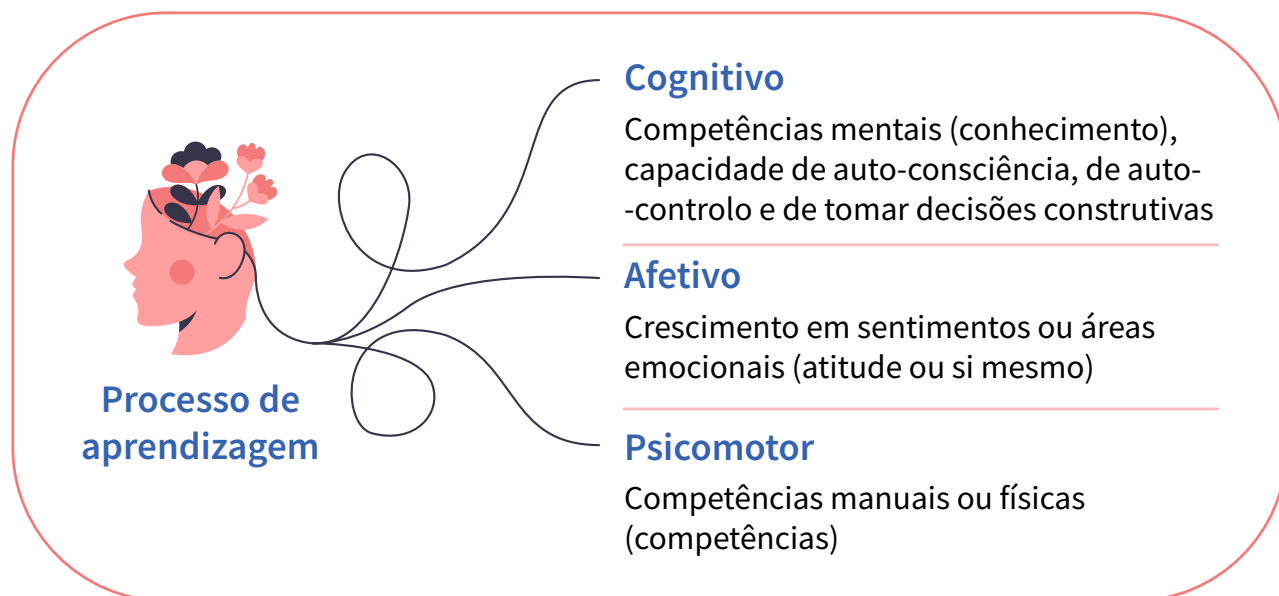 Processo de
aprendizagem
Cognitivo
Competências mentais (conhecimento),
capacidade de auto-consciência, de auto-
-controlo e de tomar decisões construtivas
Afetivo
Crescimento em sentimentos ou áreas
emocionais (atitude ou si mesmo)
Psicomotor
Competências manuais ou físicas
(competências)